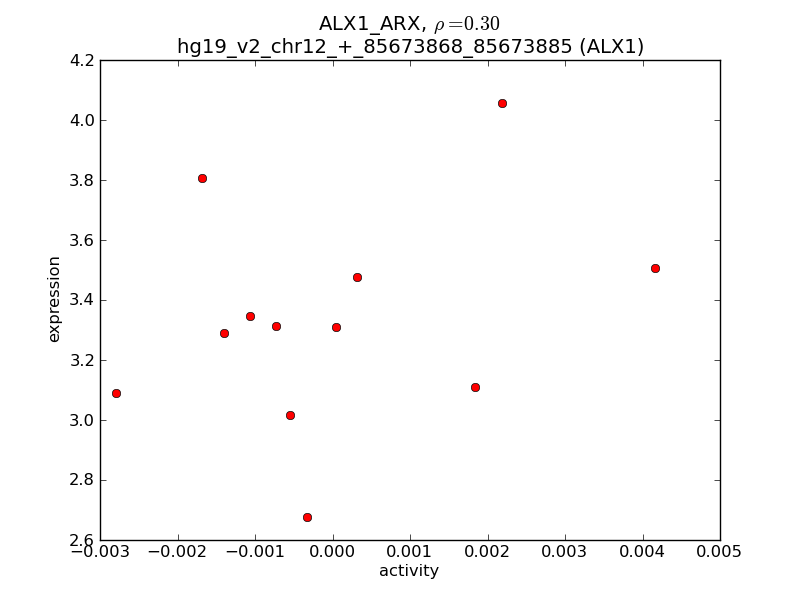 ALX1_ARX, ρ=0.30
hg19_v2_chr12_+_85673868_85673885 (ALX1)
4.2
4.0
3.8
3.6
3.4
3.2
3.0
2.8
2.6
expression
−0.003 −0.002 −0.001 0.000 0.001 0.002 0.003 0.004 0.005
activity